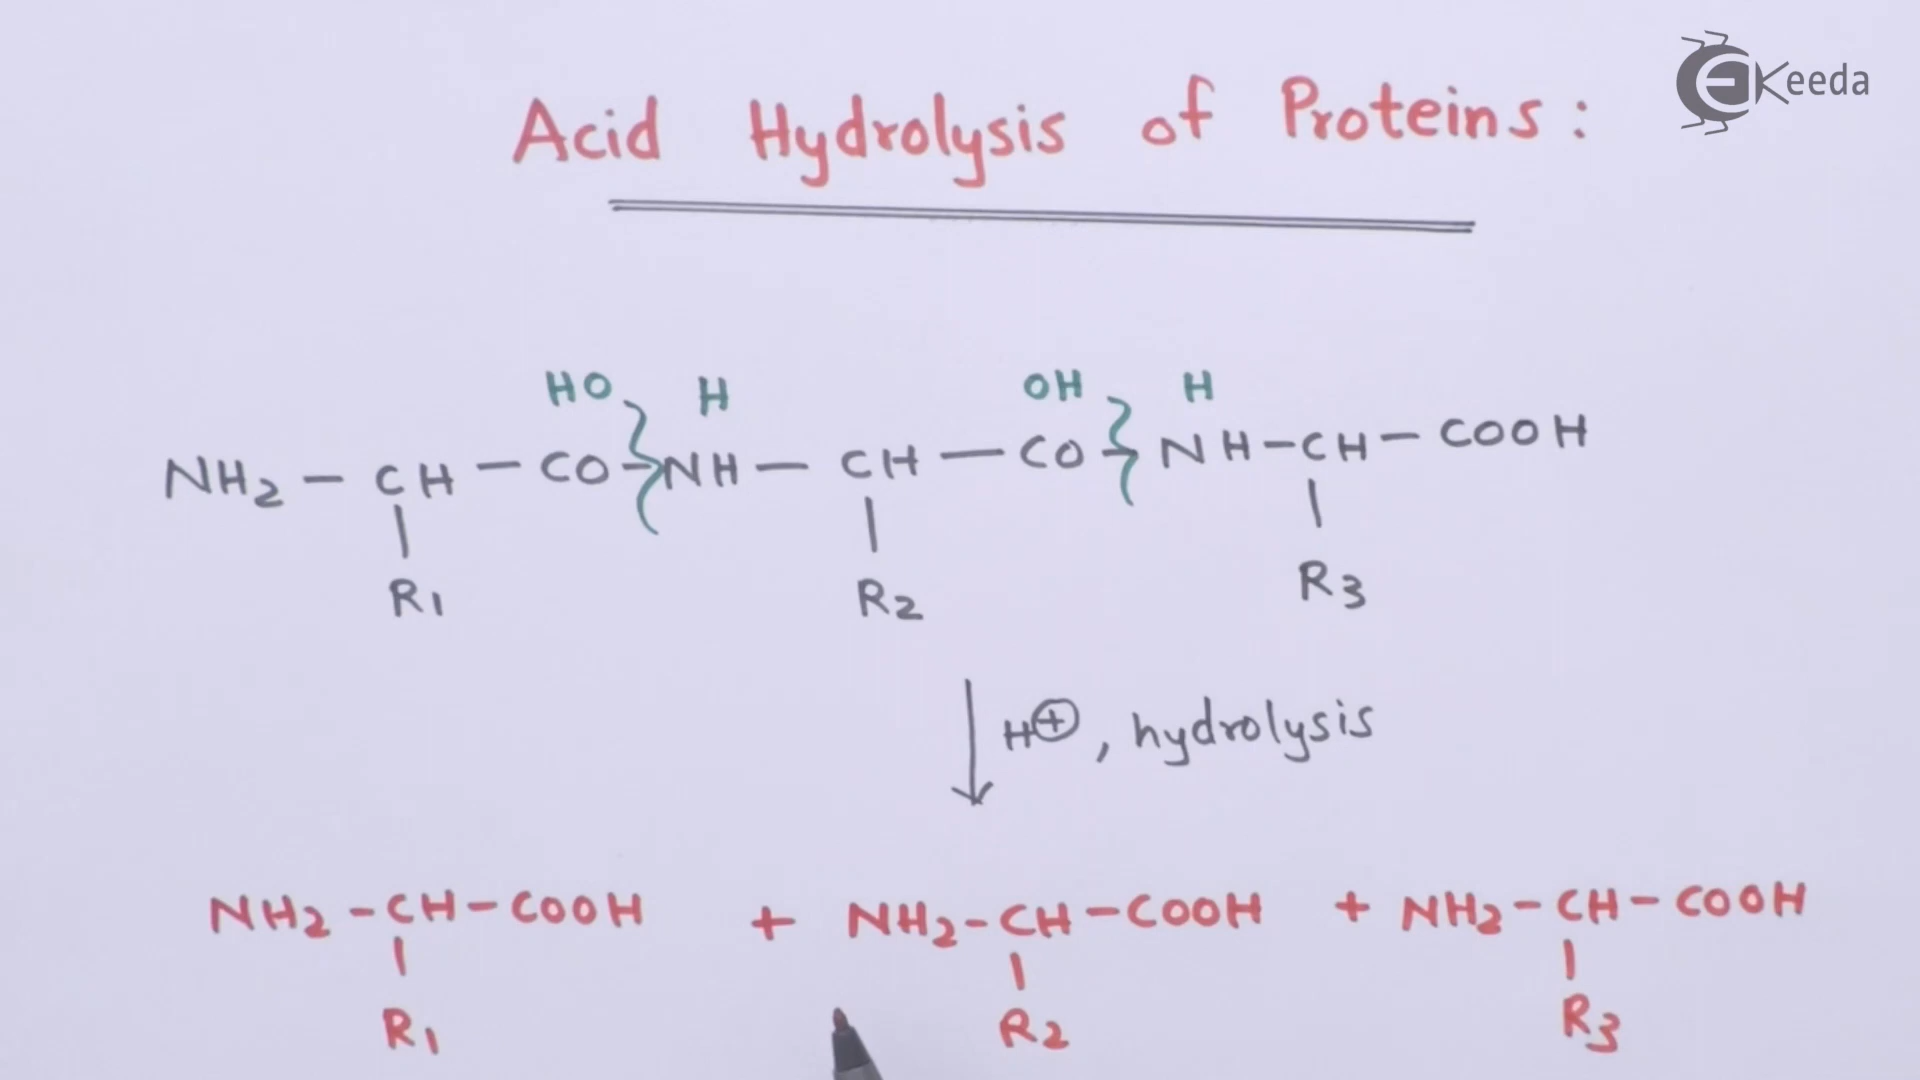 EKeeda
Acid Hydrolysis of Proteins:
HO H OH H
NH2 - CH - CO - NH - CH - CO - NH - CH - COOH
R1 R2 R3
H⊕, hydrolysis
NH2 - CH - COOH + NH2 - CH - COOH + NH2 - CH - COOH
R1 R2 R3